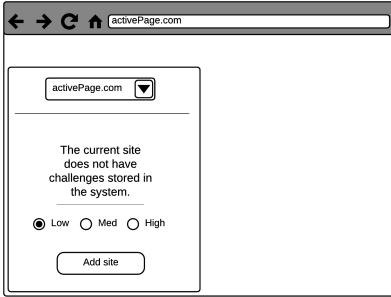 activePage.com
activePage.com
The current site
does not have
challenges stored in
the system.
Low Med High
Add site